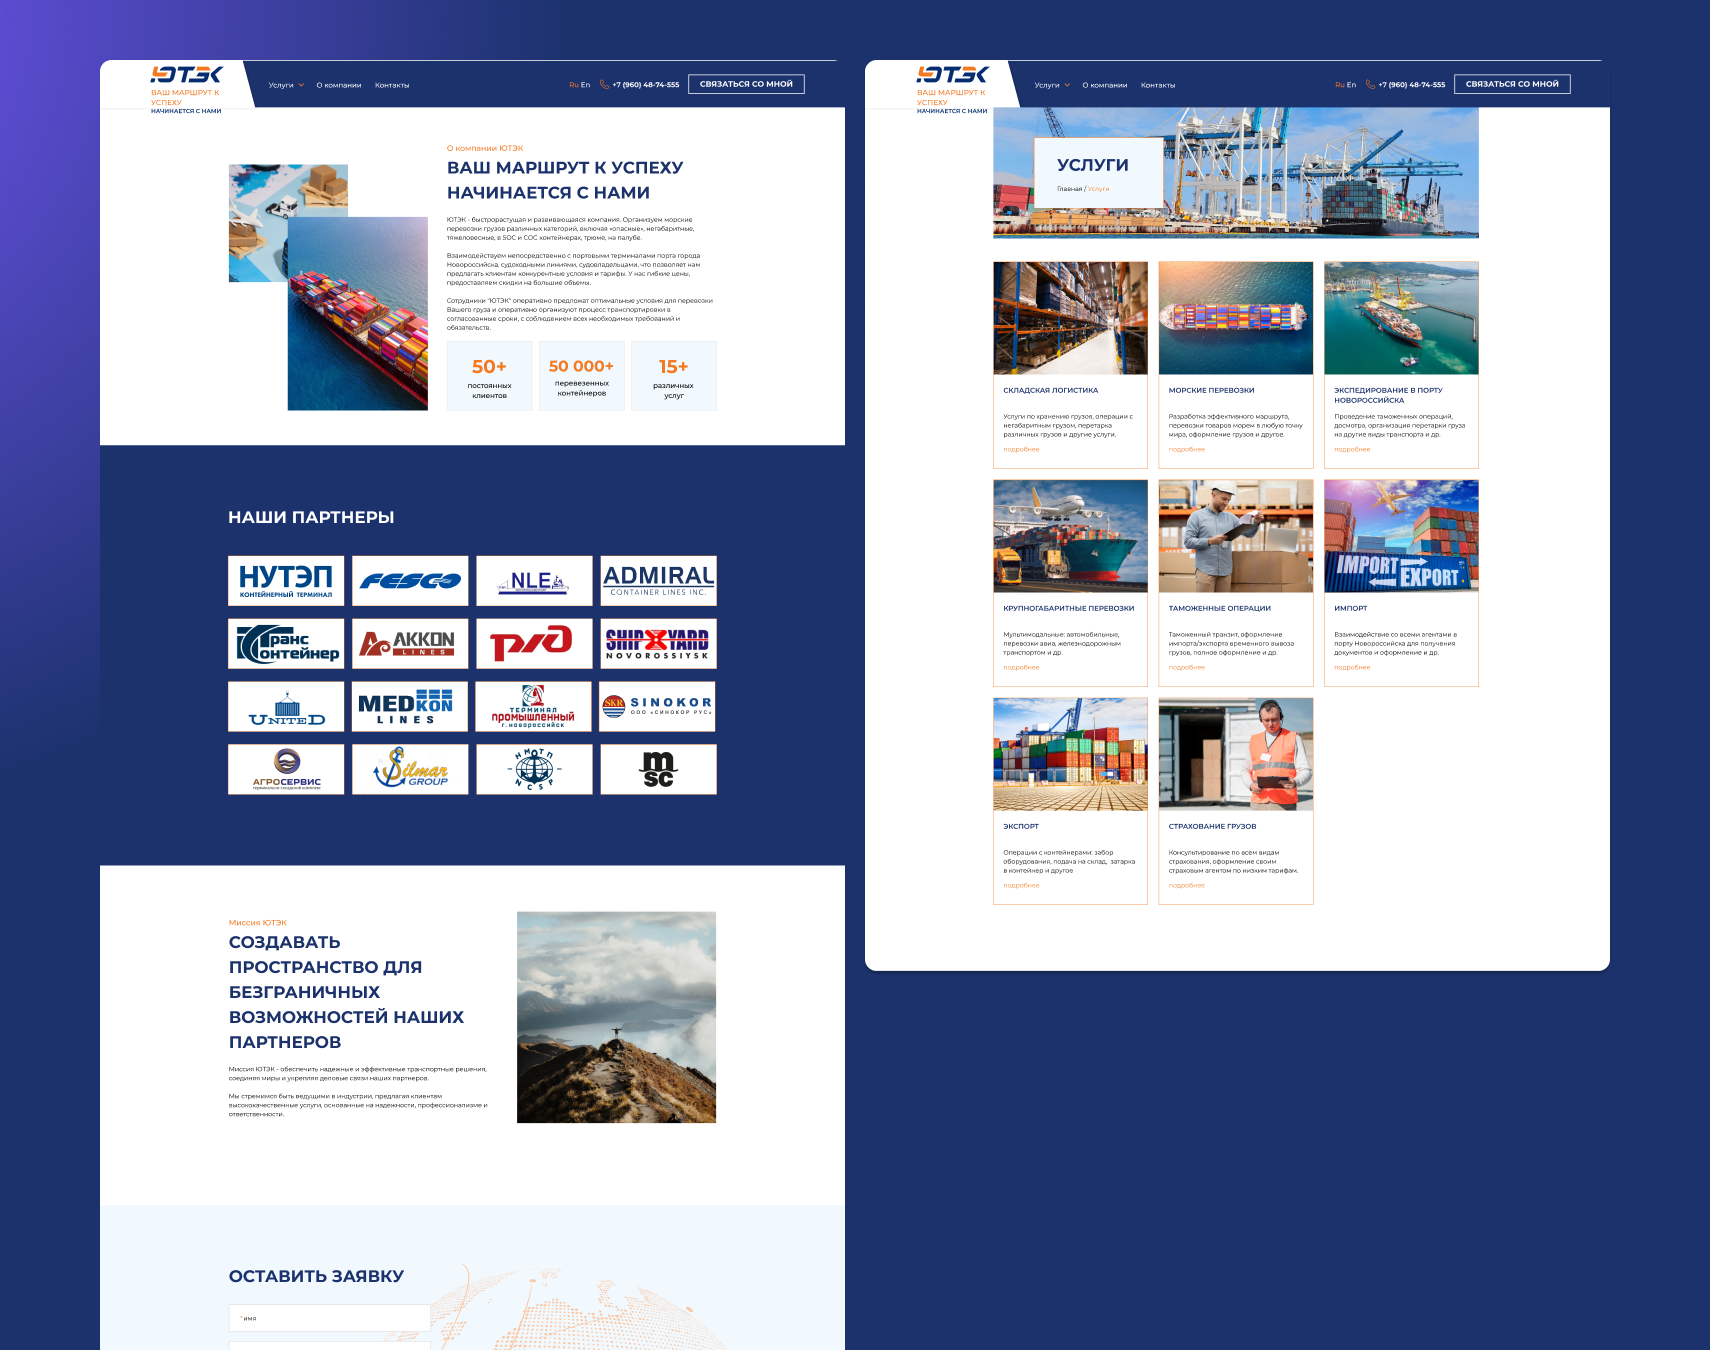 ЮТЭК
ВАШ МАРШРУТ К
УСПЕХУ
НАЧИНАЕТСЯ С НАМИ
Услуги
О компании
Контакты
Ru En
+7 (960) 48-74-555
СВЯЗАТЬСЯ СО МНОЙ
О компании ЮТЭК
ВАШ МАРШРУТ К УСПЕХУ
НАЧИНАЕТСЯ С НАМИ
ЮТЭК - быстрорастущая и развивающаяся компания. Организуем морские
перевозки грузов различных категорий, включая «опасные», негабаритные,
тяжеловесные, в SOC и COC контейнерах, трюме, на палубе.
Взаимодействуем непосредственно с портовыми терминалами порта города
Новороссийска, судоходными линиями, судовладельцами, что позволяет нам
предлагать клиентам конкурентные условия и тарифы. У нас гибкие цены,
предоставляем скидки на большие объемы.
Сотрудники "ЮТЭК" оперативно предложат оптимальные условия для перевозки
Вашего груза и оперативно организуют процесс транспортировки в
согласованные сроки, с соблюдением всех необходимых требований и
обязательств.
50+
постоянных
клиентов
50 000+
перевезенных
контейнеров
15+
различных
услуг
НАШИ ПАРТНЕРЫ
НУТЭП
КОНТЕЙНЕРНЫЙ ТЕРМИНАЛ
FESCO
NLE
ADMIRAL
CONTAINER LINES INC.
Транс
Контейнер
AKKON
LINES
РЖД
SHIPYARD
NOVOROSSIYSK
UNITED
MEDKON
LINES
ТЕРМИНАЛ
ПРОМЫШЛЕННЫЙ
Г. НОВОРОССИЙСК
SKR
SINOKOR
ООО «СИНОКОР РУС»
АГРОСЕРВИС
терминально-складской комплекс
Silmar
GROUP
НМТП
NCSP
msc
Миссия ЮТЭК
СОЗДАВАТЬ
ПРОСТРАНСТВО ДЛЯ
БЕЗГРАНИЧНЫХ
ВОЗМОЖНОСТЕЙ НАШИХ
ПАРТНЕРОВ
Миссия ЮТЭК - обеспечить надежные и эффективные транспортные решения,
соединяя миры и укрепляя деловые связи наших партнеров.
Мы стремимся быть ведущими в индустрии, предлагая клиентам
высококачественные услуги, основанные на надежности, профессионализме и
ответственности.
ОСТАВИТЬ ЗАЯВКУ
*имя
ЮТЭК
ВАШ МАРШРУТ К
УСПЕХУ
НАЧИНАЕТСЯ С НАМИ
Услуги
О компании
Контакты
Ru En
+7 (960) 48-74-555
СВЯЗАТЬСЯ СО МНОЙ
УСЛУГИ
Главная / Услуги
СКЛАДСКАЯ ЛОГИСТИКА
Услуги по хранению грузов, операции с
негабаритным грузом, перетарка
различных грузов и другие услуги.
подробнее
МОРСКИЕ ПЕРЕВОЗКИ
Разработка эффективного маршрута,
перевозки товаров морем в любую точку
мира, оформление грузов и другое.
подробнее
ЭКСПЕДИРОВАНИЕ В ПОРТУ
НОВОРОССИЙСКА
Проведение таможенных операций,
досмотра, организация перетарки груза
на другие виды транспорта и др.
подробнее
КРУПНОГАБАРИТНЫЕ ПЕРЕВОЗКИ
Мультимодальные: автомобильные,
перевозки авиа, железнодорожным
транспортом и др.
подробнее
ТАМОЖЕННЫЕ ОПЕРАЦИИ
Таможенный транзит, оформление
импорта/экспорта временного вывоза
грузов, полное оформление и др.
подробнее
IMPORT
EXPORT
ИМПОРТ
Взаимодействие со всеми агентами в
порту Новороссийска для получения
документов и оформление и др.
подробнее
ЭКСПОРТ
Операции с контейнерами: забор
оборудования, подача на склад, затарка
в контейнер и другое
подробнее
СТРАХОВАНИЕ ГРУЗОВ
Консультирование по всем видам
страхования, оформление своим
страховым агентом по низким тарифам.
подробнее